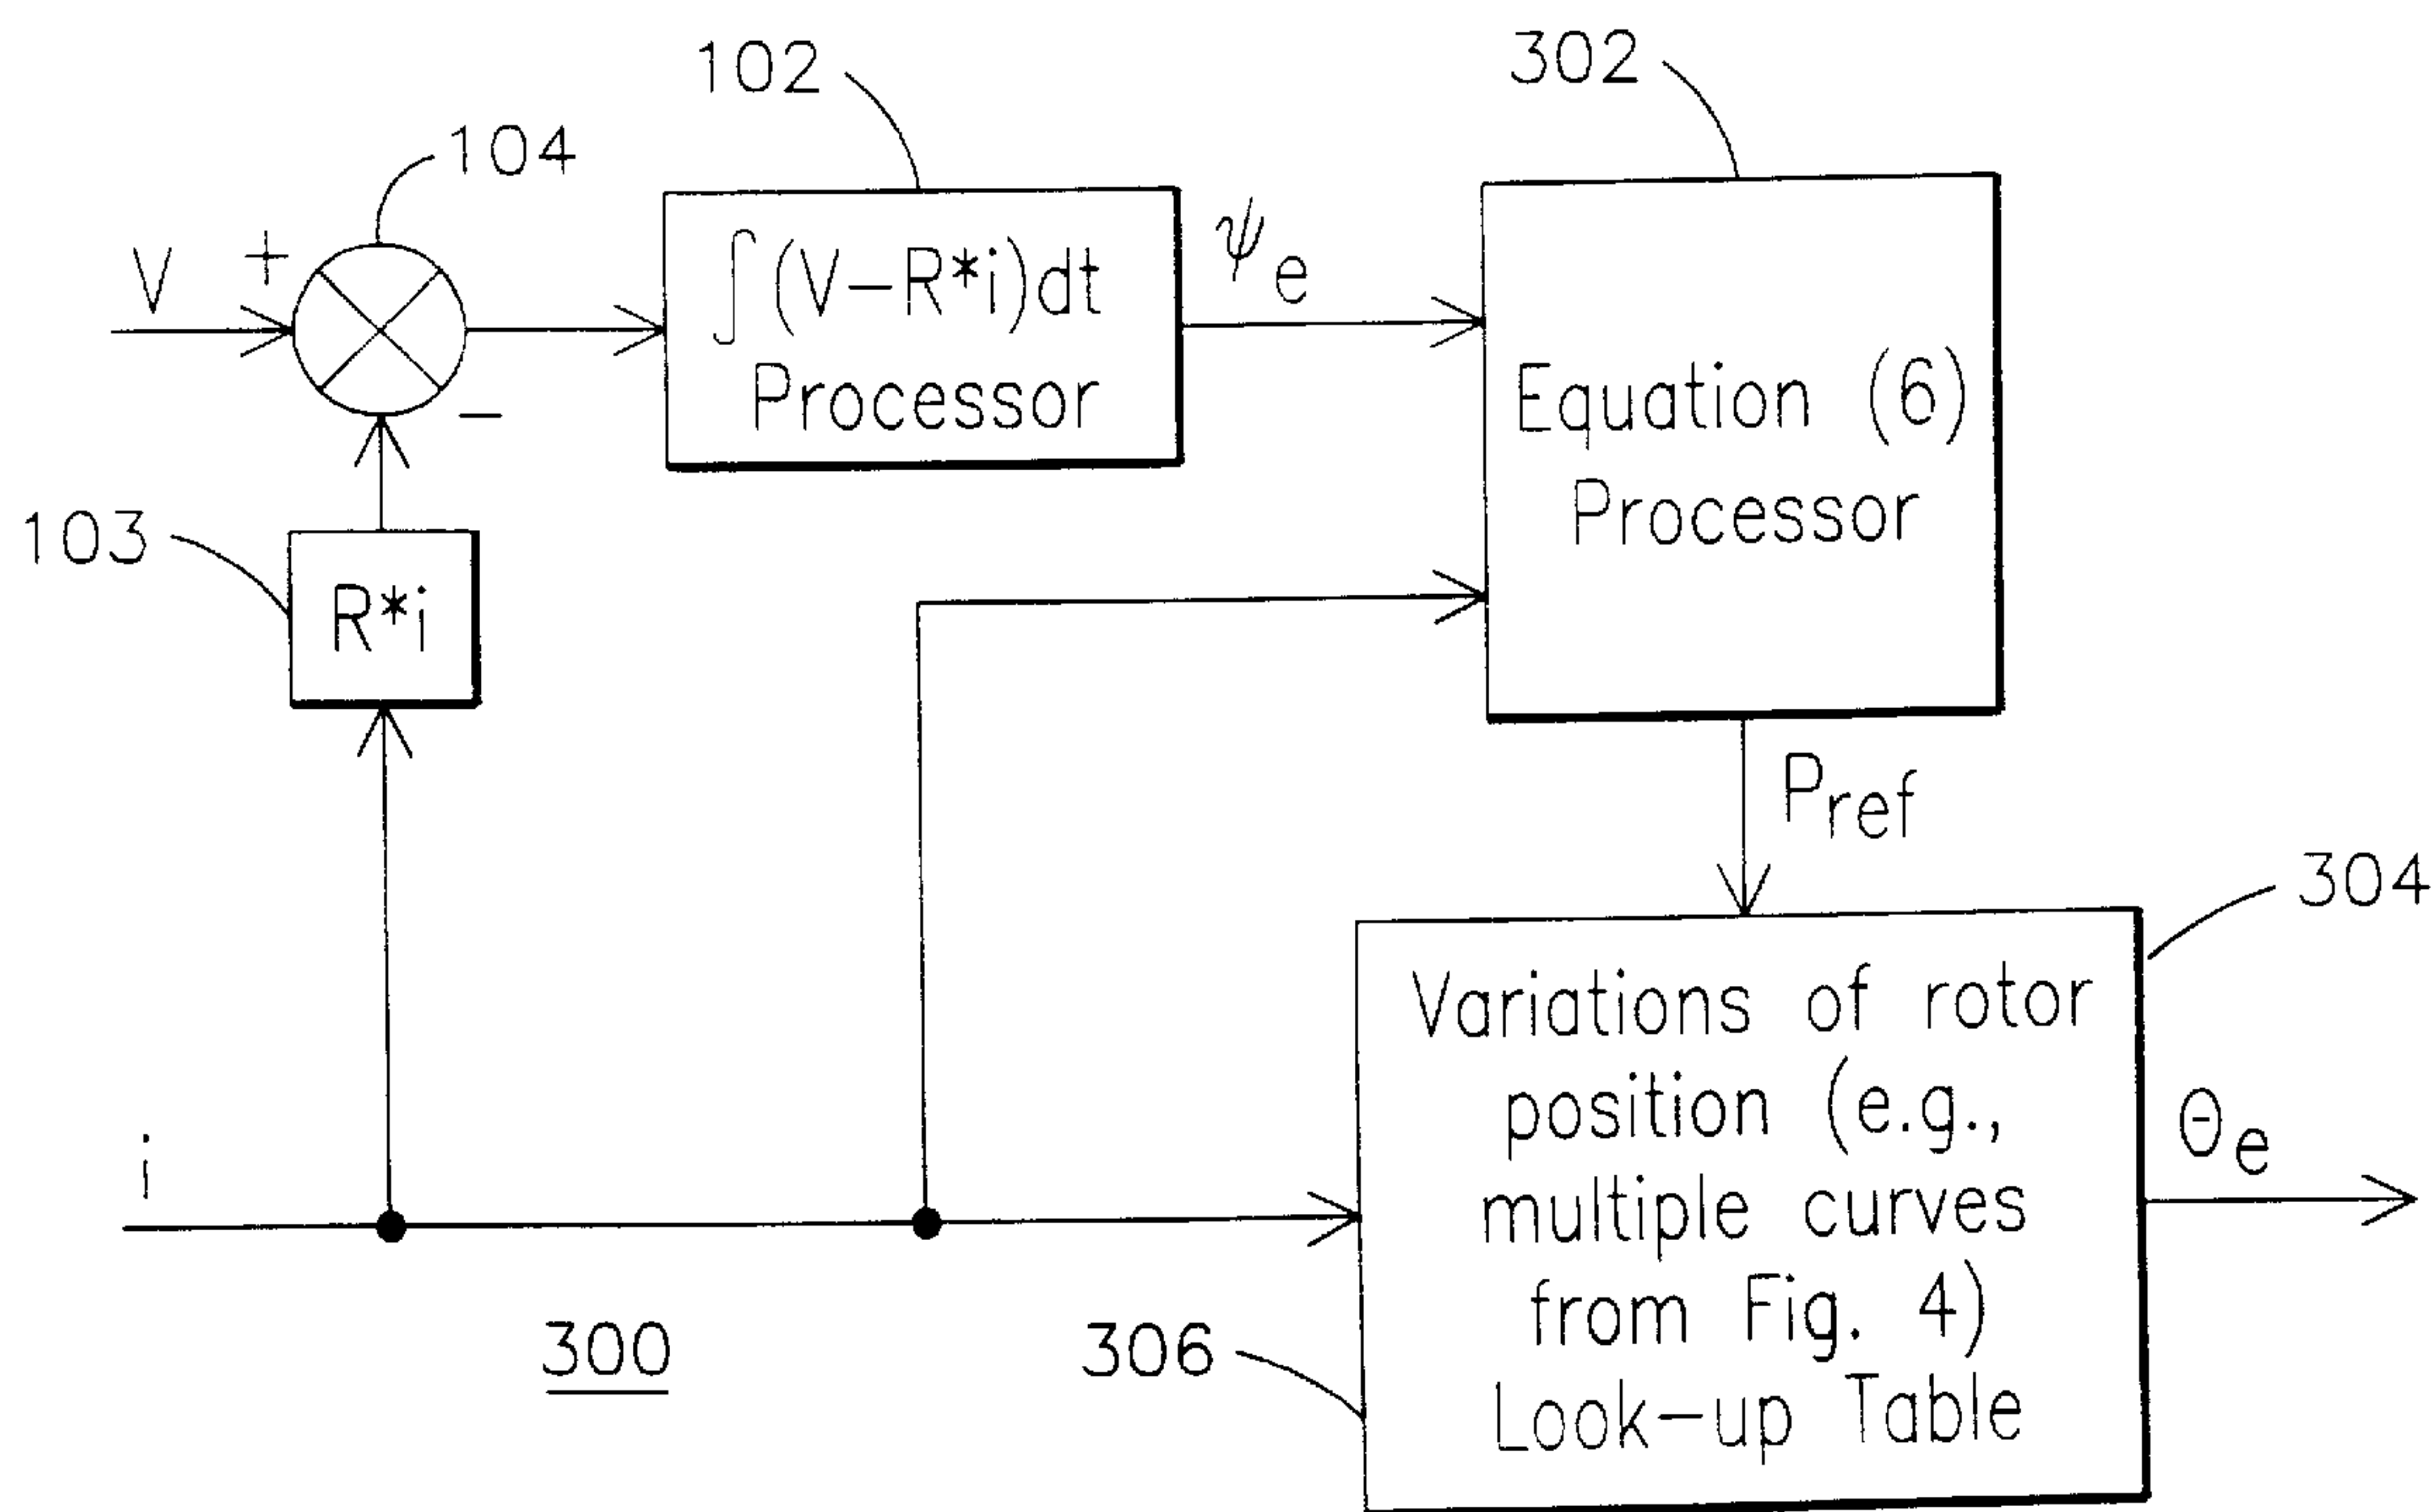 102
302
104
V +
∫(V-R*i)dt
Processor
ψe
Equation (6)
Processor
−
103
R*i
Pref
304
Variations of rotor
position (e.g.,
multiple curves
from Fig. 4)
Look-up Table
Θe
i
300
306